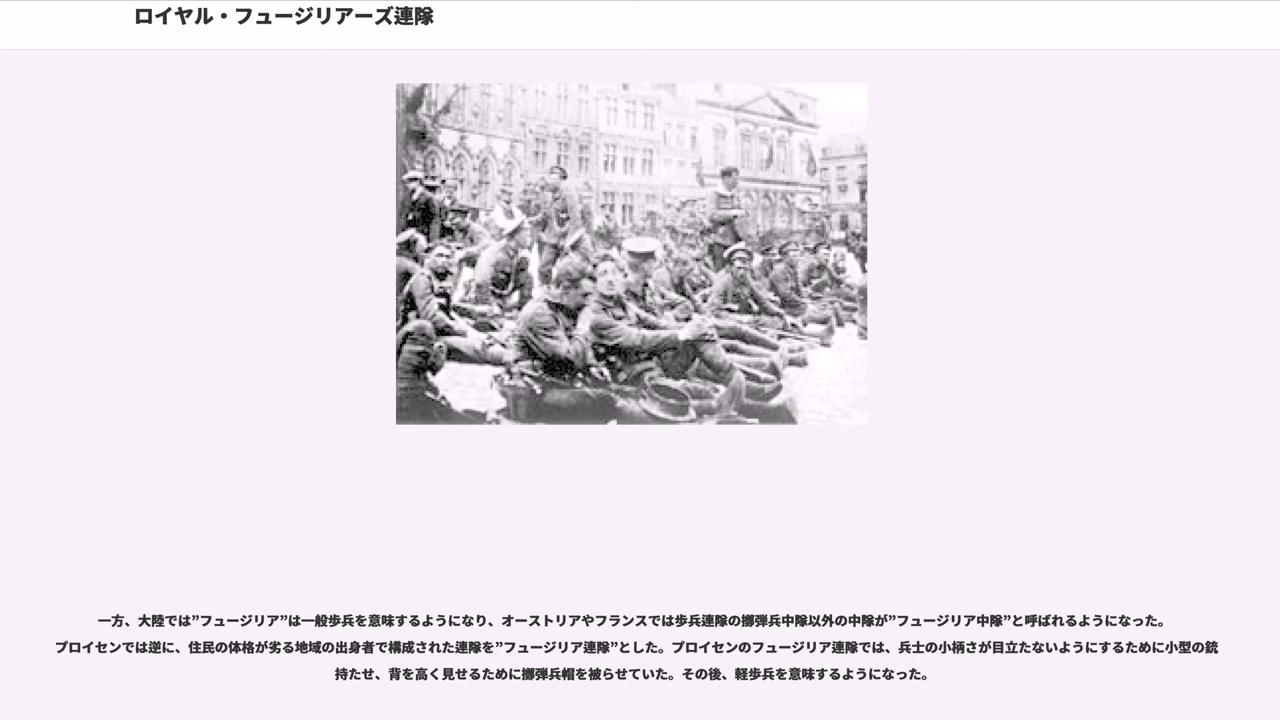 ロイヤル・フュージリアーズ連隊
一方、大陸では”フュージリア”は一般歩兵を意味するようになり、オーストリアやフランスでは歩兵連隊の擲弾兵中隊以外の中隊が”フュージリア中隊”と呼ばれるようになった。
プロイセンでは逆に、住民の体格が劣る地域の出身者で構成された連隊を”フュージリア連隊”とした。プロイセンのフュージリア連隊では、兵士の小柄さが目立たないようにするために小型の銃
持たせ、背を高く見せるために擲弾兵帽を被らせていた。その後、軽歩兵を意味するようになった。